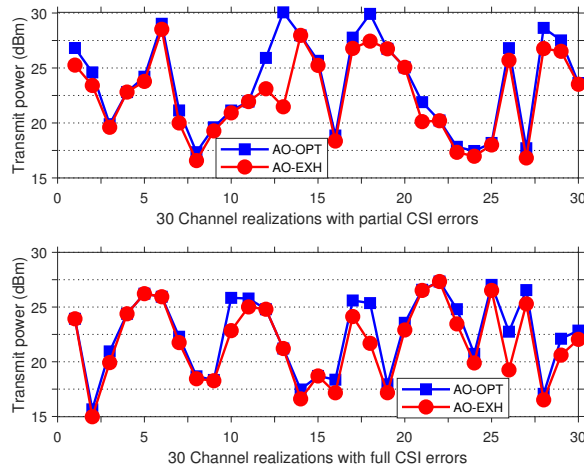 Transmit power (dBm)
30
25
20
15
AO-OPT
AO-EXH
0 5 10 15 20 25 30
30 Channel realizations with partial CSI errors
Transmit power (dBm)
30
25
20
15
AO-OPT
AO-EXH
0 5 10 15 20 25 30
30 Channel realizations with full CSI errors